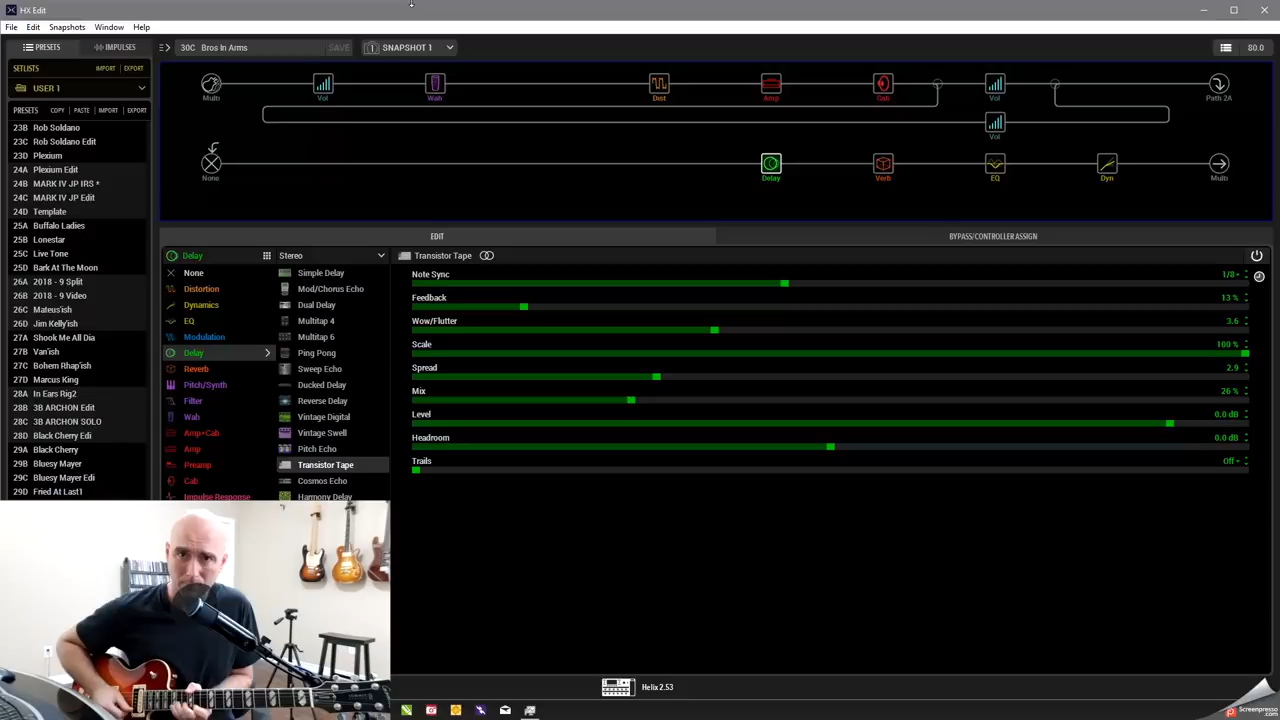 HX Edit
File Edit Snapshots Window Help
PRESETS IMPULSES
30C Bros In Arms SAVE 1 SNAPSHOT 1 80.0
SETLISTS IMPORT EXPORT
USER 1
PRESETS COPY PASTE IMPORT EXPORT
23B Rob Soldano
23C Rob Soldano Edit
23D Plexium
24A Plexium Edit
24B MARK IV JP IRS *
24C MARK IV JP Edit
24D Template
25A Buffalo Ladies
25B Lonestar
25C Live Tone
25D Bark At The Moon
26A 2018 - 9 Split
26B 2018 - 9 Video
26C Mateus'ish
26D Jim Kelly'ish
27A Shook Me All Dia
27B Van'ish
27C Bohem Rhap'ish
27D Marcus King
28A In Ears Rig2
28B 3B ARCHON Edit
28C 3B ARCHON SOLO
28D Black Cherry Edi
29A Black Cherry
29B Bluesy Mayer
29C Bluesy Mayer Edi
29D Fried At Last1
Multi Vol Wah Dist Amp Cab Vol Path 2A
Vol
None Delay Verb EQ Dyn Multi
EDIT BYPASS/CONTROLLER ASSIGN
Delay
None
Distortion
Dynamics
EQ
Modulation
Delay
Reverb
Pitch/Synth
Filter
Wah
Amp+Cab
Amp
Preamp
Cab
Impulse Response
Stereo
Simple Delay
Mod/Chorus Echo
Dual Delay
Multitap 4
Multitap 6
Ping Pong
Sweep Echo
Ducked Delay
Reverse Delay
Vintage Digital
Vintage Swell
Pitch Echo
Transistor Tape
Cosmos Echo
Harmony Delay
Transistor Tape
Note Sync 1/8
Feedback 13 %
Wow/Flutter 3.6
Scale 100 %
Spread 2.9
Mix 26 %
Level 0.0 dB
Headroom 0.0 dB
Trails Off
Helix 2.53
Screenpresso
.com